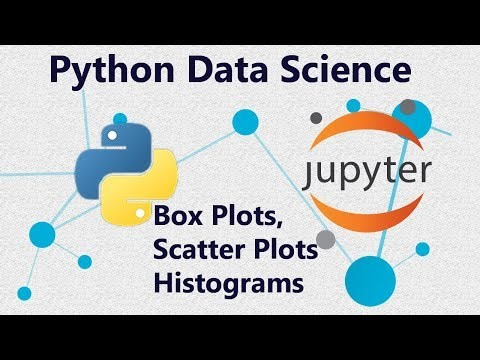 Python Data Science
jupyter
Box Plots,
Scatter Plots
Histograms